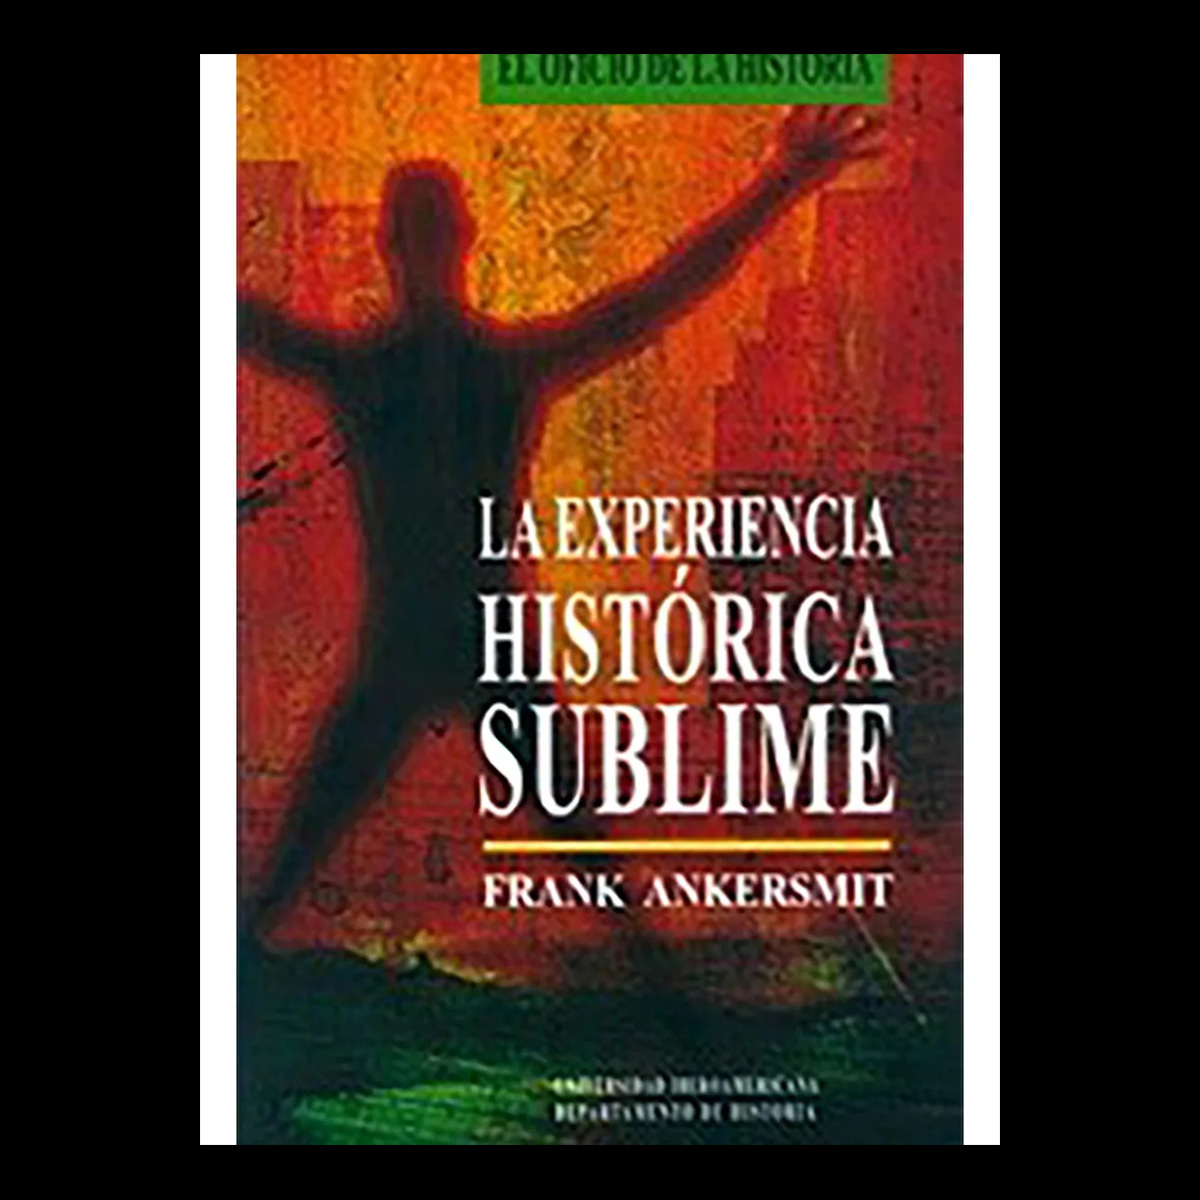 EL OFICIO DE LA HISTORIA
LA EXPERIENCIA
HISTÓRICA
SUBLIME
FRANK ANKERSMIT
UNIVERSIDAD IBEROAMERICANA
DEPARTAMENTO DE HISTORIA